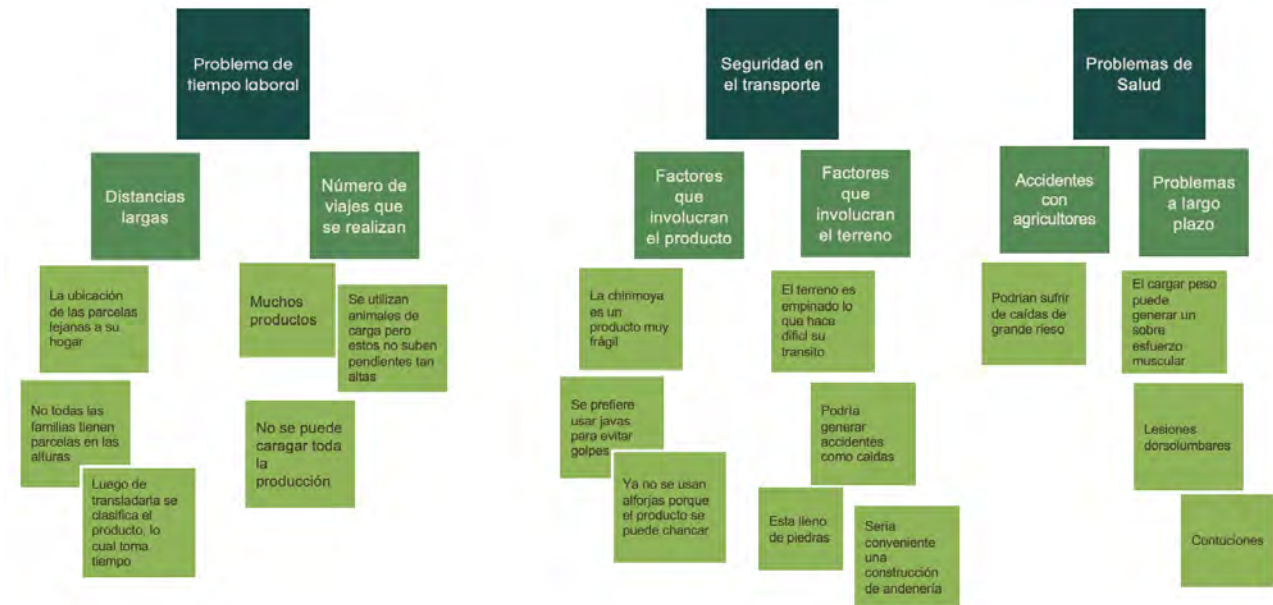 Problema de
tiempo laboral
Distancias
largas
La ubicación
de las parcelas
lejanas a su
hogar
No todas las
familias tienen
parcelas en las
alturas
Luego de
transladarla se
clasifica el
producto, lo
cual toma
tiempo
Número de
viajes que
se realizan
Muchos
productos
Se utilizan
animales de
carga pero
estos no suben
pendientes tan
altas
No se puede
caragar toda
la
producción
Seguridad en
el transporte
Factores
que
involucran
el producto
La chirimoya
es un
producto muy
frágil
Se prefiere
usar javas
para evitar
golpes
Ya no se usan
alforjas porque
el producto se
puede chancar
Factores
que
involucran
el terreno
El terreno es
empinado lo
que hace
dificil su
transito
Podría
generar
accidentes
como caidas
Esta lleno
de piedras
Seria
conveniente
una
construcción
de andenería
Problemas de
Salud
Accidentes
con
agricultores
Podrian sufrir
de caídas de
grande rieso
Problemas
a largo
plazo
El cargar peso
puede
generar un
sobre
esfuerzo
muscular
Lesiones
dorsolumbares
Contuciones